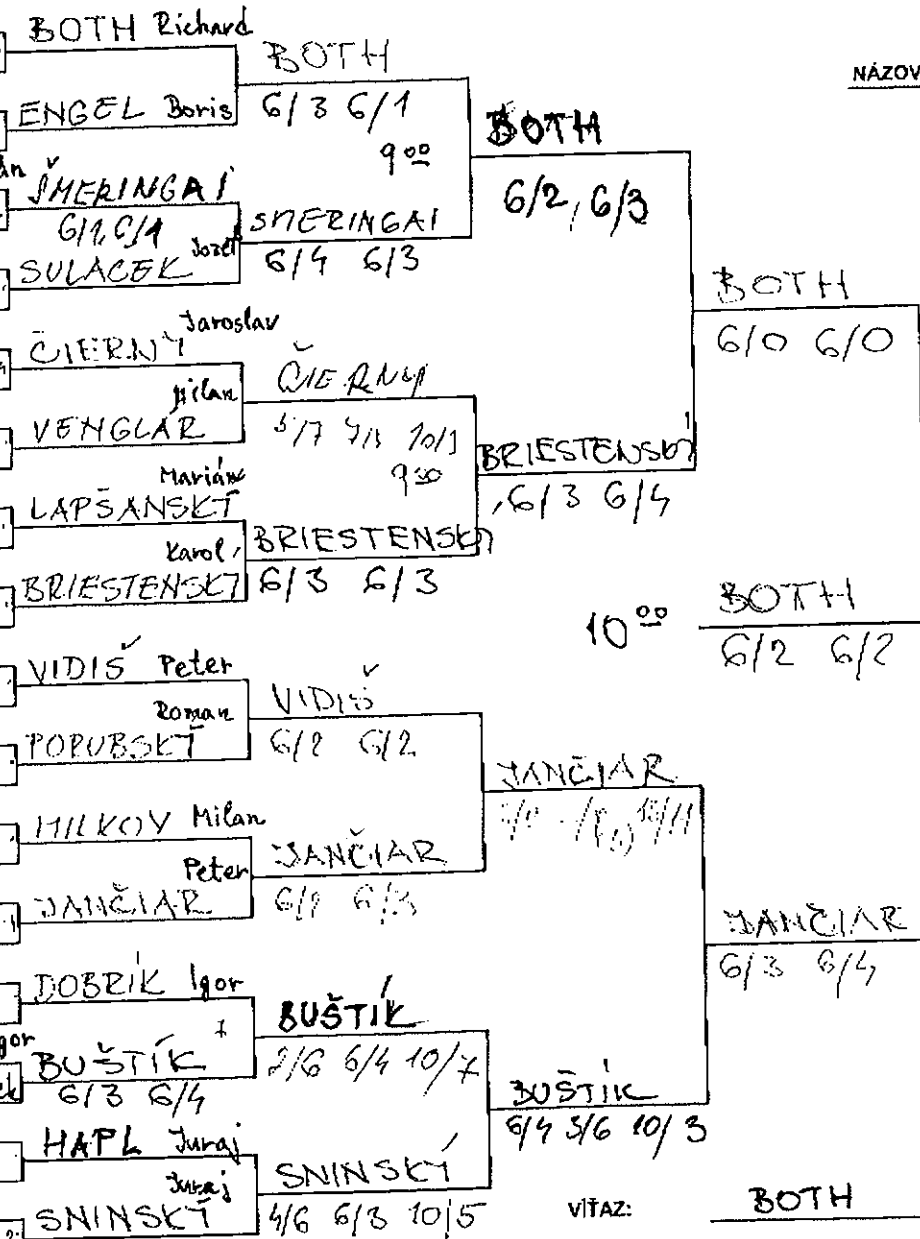 BOTH Richard
BOTH
NÁZOV
ENGEL Boris
6/3 6/1
9⁰⁰
BOTH
6/2, 6/3
ŠMERINGAI
6/1, 6/1
SMERINGAI
6/4 6/3
SULACEK Jozef
BOTH
6/0 6/0
ČIERNY Jaroslav
ČIERNY
10/1
9³⁰
VENGLÁR Milan
BRIESTENSKÝ
6/3 6/4
LAPŠANSKÝ Marián
BRIESTENSKÝ
6/3 6/3
BRIESTENSKÝ Karol
10⁰⁰
BOTH
6/2 6/2
VIDIŠ Peter
VIDIŠ
6/2 6/2
POPUBSKÝ Roman
JANČIAR
MILKOV Milan
JANČIAR
JANČIAR Peter
JANČIAR
6/3 6/4
DOBRÍK Igor
BUŠTÍK
2/6 6/4 10/7
BUŠTÍK
6/3 6/4
BUŠTÍK
6/4 3/6 10/3
HAPL Juraj
SNINSKÝ
4/6 6/3 10/5
SNINSKÝ Juraj
VÍŤAZ: BOTH